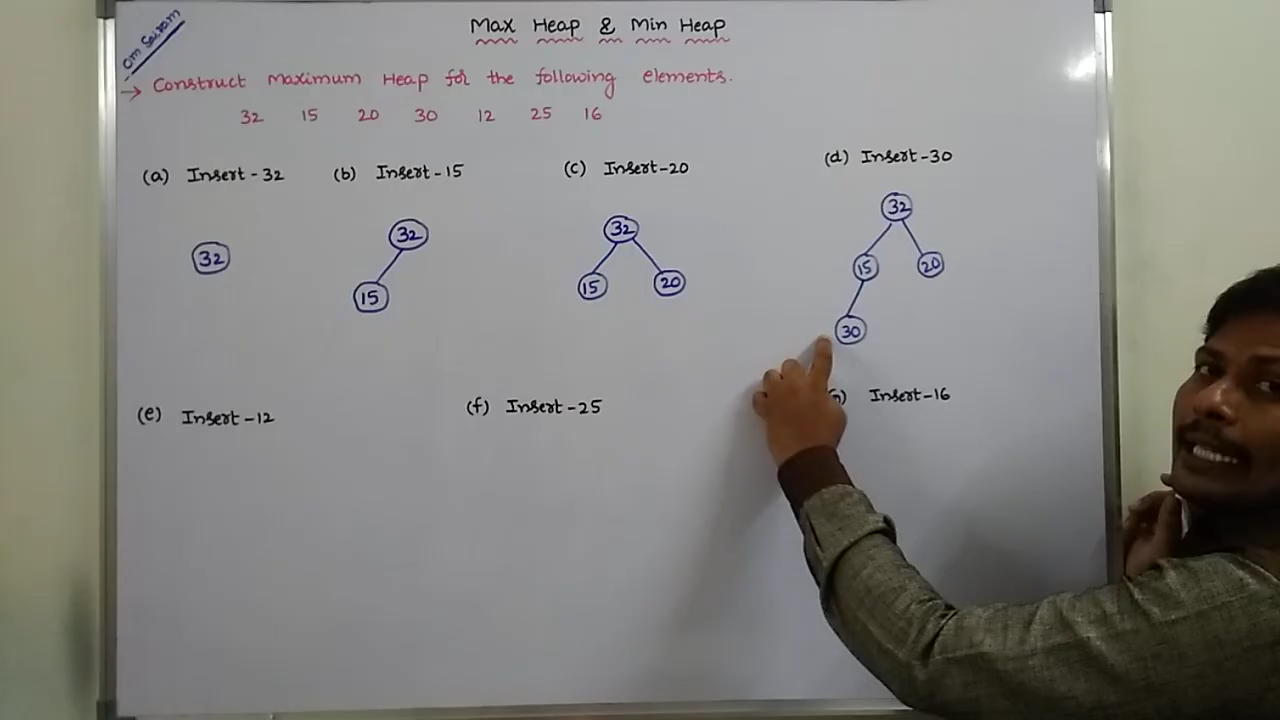 Om Sairam
Max Heap & Min Heap
→ Construct Maximum Heap for the following elements.
32 15 20 30 12 25 16
(a) Insert-32 (b) Insert-15 (c) Insert-20 (d) Insert-30
32
32
15
32
15 20
32
15 20
30
(e) Insert-12 (f) Insert-25 Insert-16